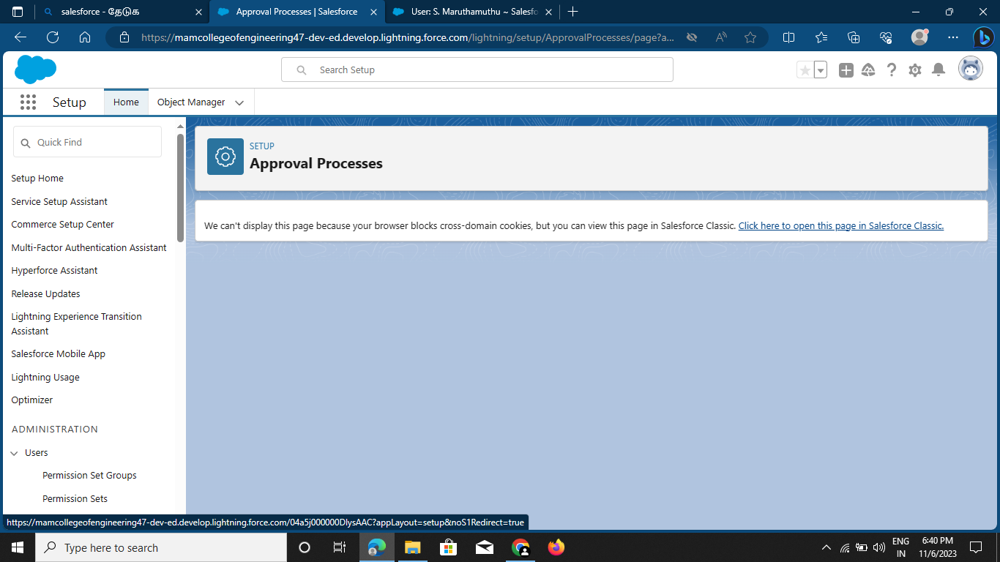 salesforce - தேடுக
Approval Processes | Salesforce
User: S. Maruthamuthu ~ Salesfo
https://mamcollegeofengineering47-dev-ed.develop.lightning.force.com/lightning/setup/ApprovalProcesses/page?a...
Search Setup
Setup
Home
Object Manager
Quick Find
Setup Home
Service Setup Assistant
Commerce Setup Center
Multi-Factor Authentication Assistant
Hyperforce Assistant
Release Updates
Lightning Experience Transition
Assistant
Salesforce Mobile App
Lightning Usage
Optimizer
ADMINISTRATION
Users
Permission Set Groups
Permission Sets
SETUP
Approval Processes
We can't display this page because your browser blocks cross-domain cookies, but you can view this page in Salesforce Classic. Click here to open this page in Salesforce Classic.
https://mamcollegeofengineering47-dev-ed.develop.lightning.force.com/04a5j000000DlysAAC?appLayout=setup&noS1Redirect=true
Type here to search
ENG
IN
6:40 PM
11/6/2023